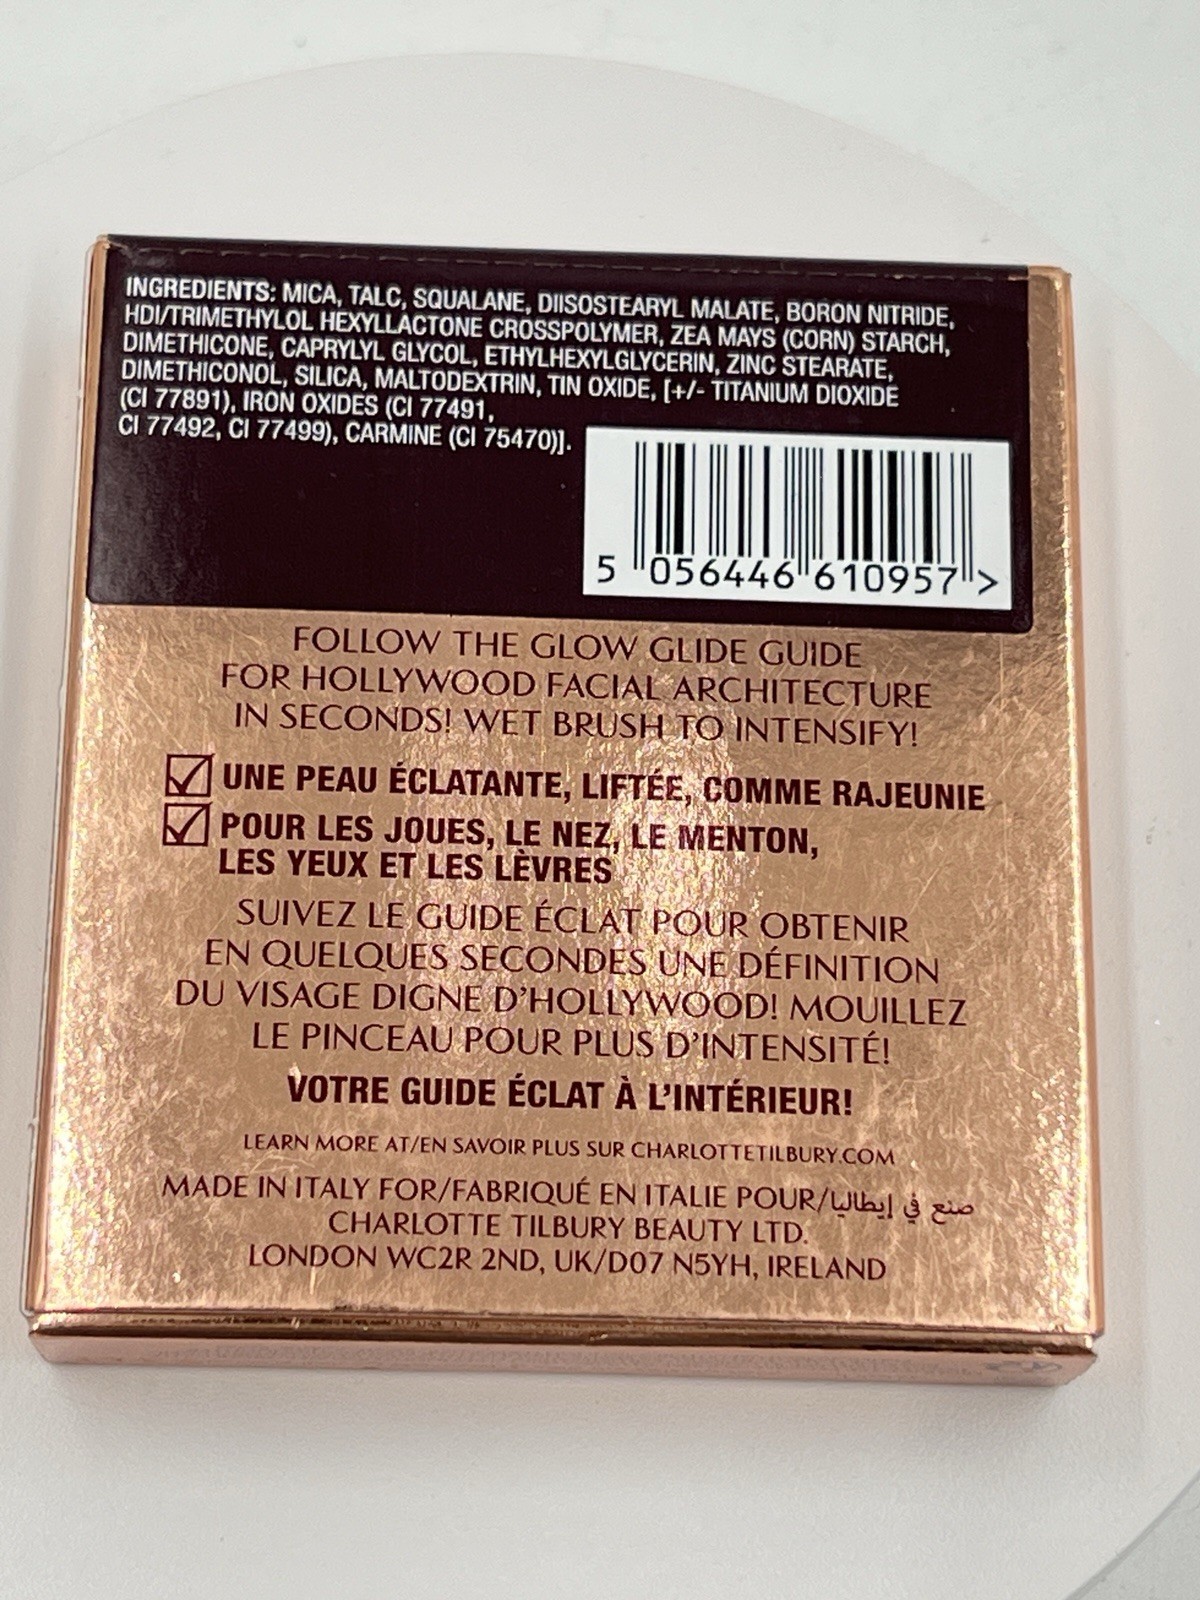 INGREDIENTS: MICA, TALC, SQUALANE, DIISOSTEARYL MALATE, BORON NITRIDE,
HDI/TRIMETHYLOL HEXYLLACTONE CROSSPOLYMER, ZEA MAYS (CORN) STARCH,
DIMETHICONE, CAPRYLYL GLYCOL, ETHYLHEXYLGLYCERIN, ZINC STEARATE,
DIMETHICONOL, SILICA, MALTODEXTRIN, TIN OXIDE, [+/- TITANIUM DIOXIDE
(CI 77891), IRON OXIDES (CI 77491,
CI 77492, CI 77499), CARMINE (CI 75470)].
5 056446 610957 >
FOLLOW THE GLOW GLIDE GUIDE
FOR HOLLYWOOD FACIAL ARCHITECTURE
IN SECONDS! WET BRUSH TO INTENSIFY!
UNE PEAU ÉCLATANTE, LIFTÉE, COMME RAJEUNIE
POUR LES JOUES, LE NEZ, LE MENTON,
LES YEUX ET LES LÈVRES
SUIVEZ LE GUIDE ÉCLAT POUR OBTENIR
EN QUELQUES SECONDES UNE DÉFINITION
DU VISAGE DIGNE D'HOLLYWOOD! MOUILLEZ
LE PINCEAU POUR PLUS D'INTENSITÉ!
VOTRE GUIDE ÉCLAT À L'INTÉRIEUR!
LEARN MORE AT/EN SAVOIR PLUS SUR CHARLOTTETILBURY.COM
MADE IN ITALY FOR/FABRIQUÉ EN ITALIE POUR/صنع في إيطاليا
CHARLOTTE TILBURY BEAUTY LTD.
LONDON WC2R 2ND, UK/D07 N5YH, IRELAND